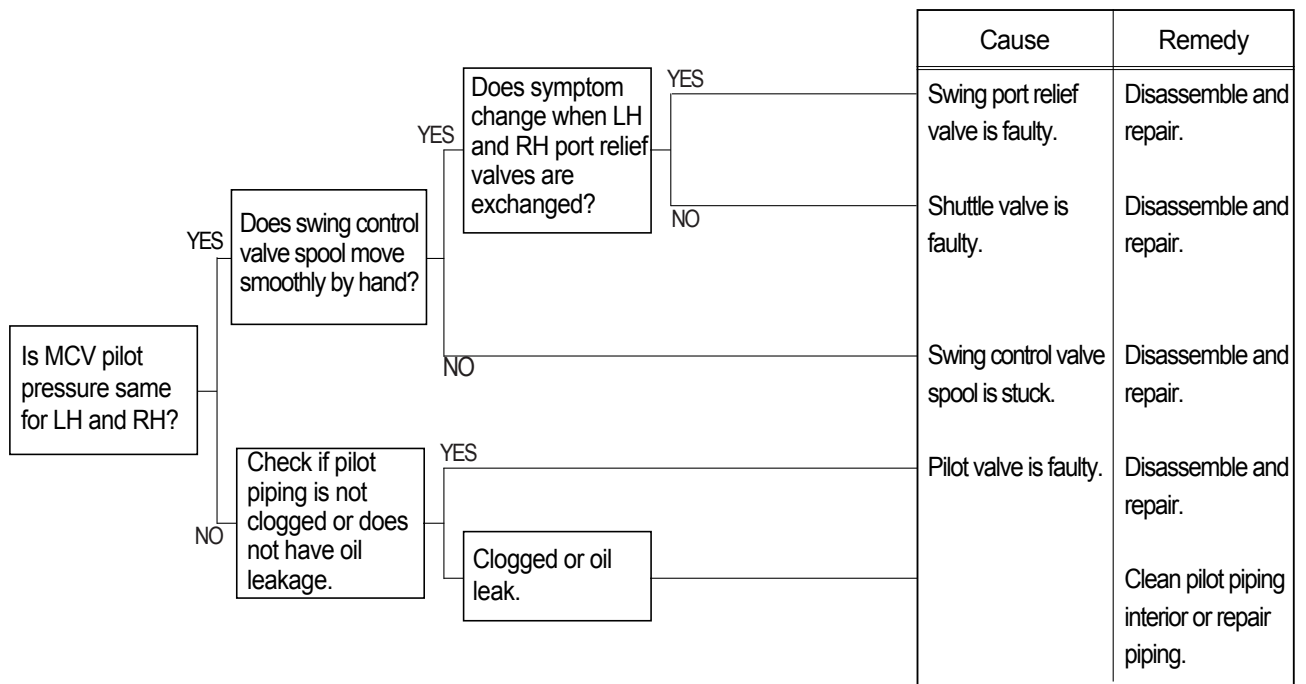 Cause
Remedy
Does symptom
change when LH
and RH port relief
valves are
exchanged?
YES
YES
NO
Swing port relief
valve is faulty.
Disassemble and
repair.
Shuttle valve is
faulty.
Disassemble and
repair.
Does swing control
valve spool move
smoothly by hand?
YES
NO
Swing control valve
spool is stuck.
Disassemble and
repair.
Is MCV pilot
pressure same
for LH and RH?
NO
Check if pilot
piping is not
clogged or does
not have oil
leakage.
YES
Pilot valve is faulty.
Disassemble and
repair.
Clogged or oil
leak.
Clean pilot piping
interior or repair
piping.